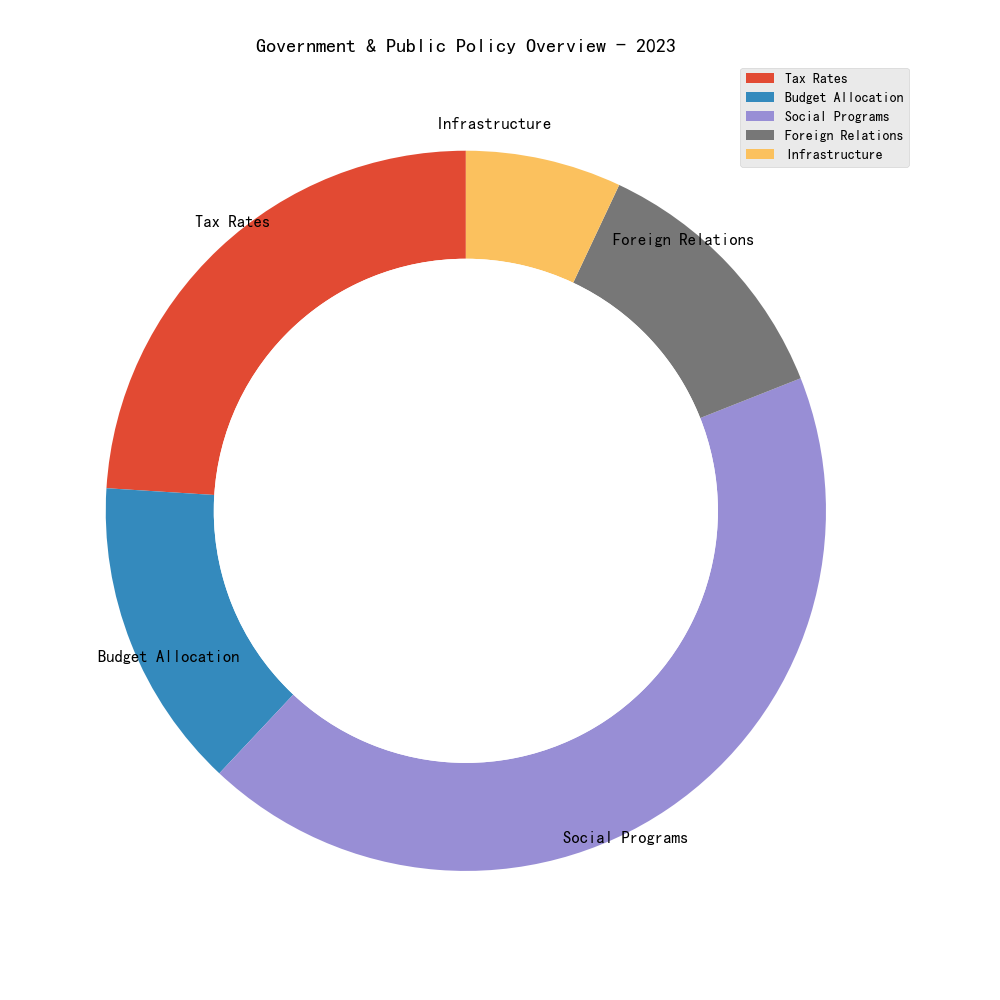 Government & Public Policy Overview - 2023
Tax Rates
Budget Allocation
Social Programs
Foreign Relations
Infrastructure
Infrastructure
Tax Rates
Foreign Relations
Budget Allocation
Social Programs